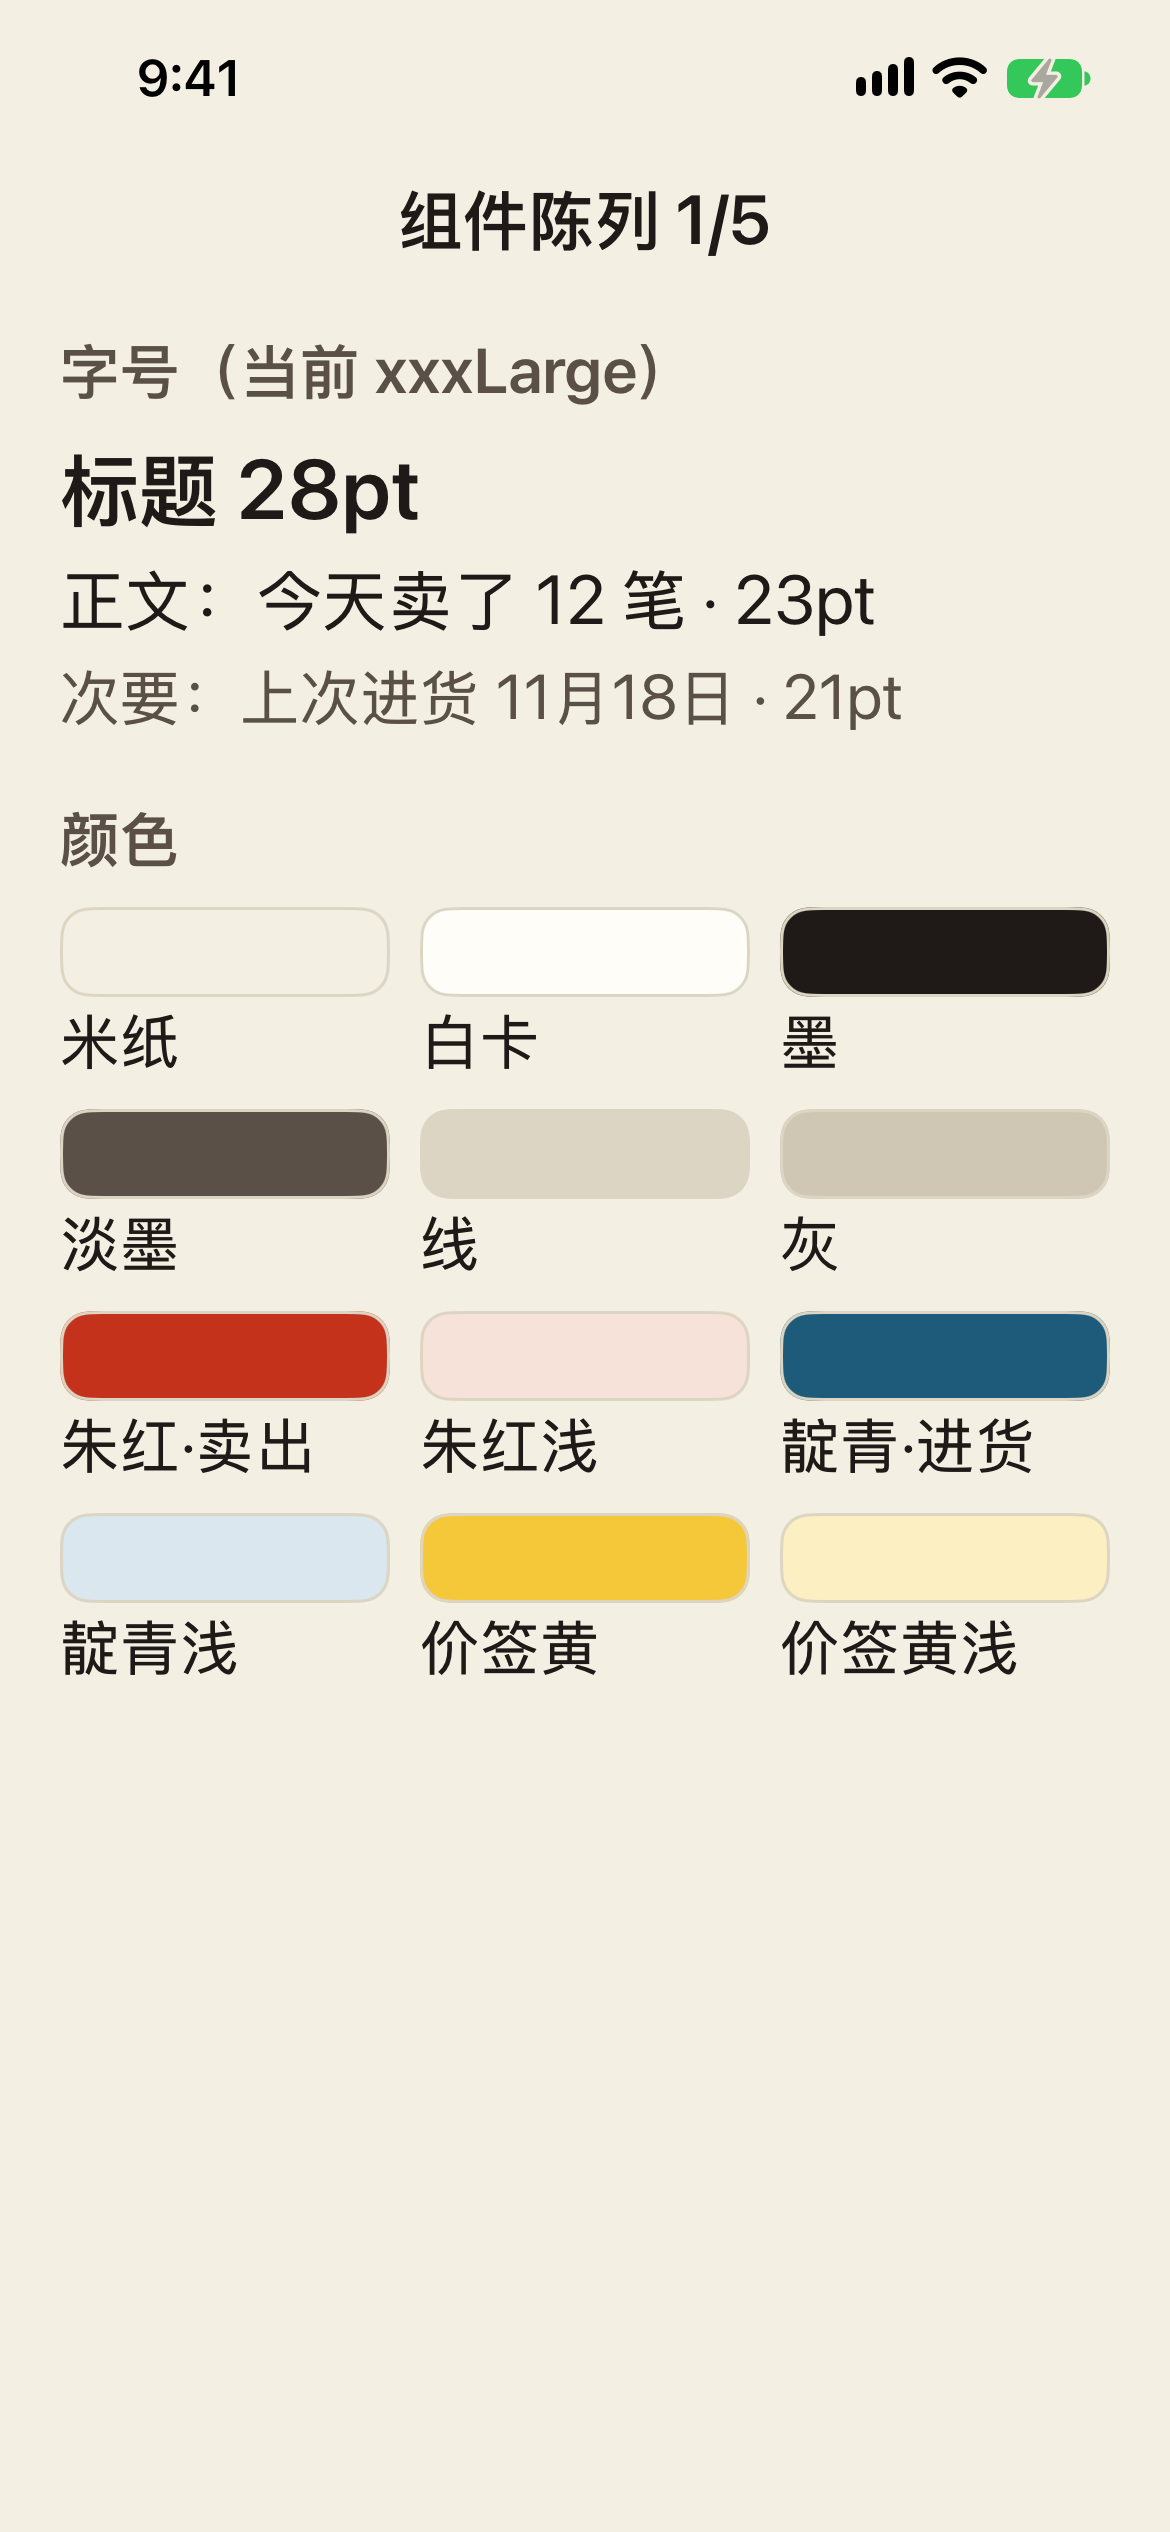 9:41
组件陈列 1/5
字号（当前 xxxLarge）
标题 28pt
正文：今天卖了 12 笔 · 23pt
次要：上次进货 11月18日 · 21pt
颜色
米纸 白卡 墨
淡墨 线 灰
朱红·卖出 朱红浅 靛青·进货
靛青浅 价签黄 价签黄浅